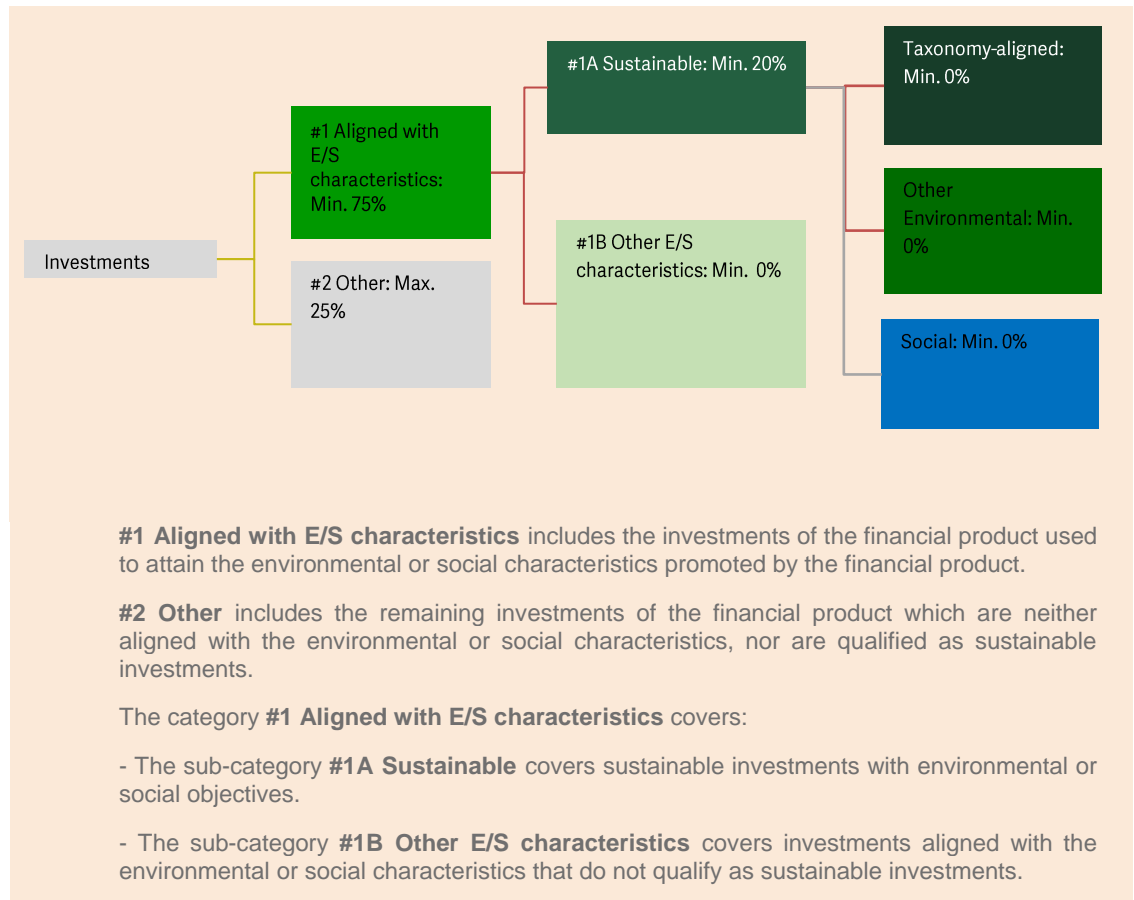 Investments
#1 Aligned with
E/S
characteristics:
Min. 75%
#2 Other: Max.
25%
#1A Sustainable: Min. 20%
#1B Other E/S
characteristics: Min. 0%
Taxonomy-aligned:
Min. 0%
Other
Environmental: Min.
0%
Social: Min. 0%
#1 Aligned with E/S characteristics includes the investments of the financial product used
to attain the environmental or social characteristics promoted by the financial product.
#2 Other includes the remaining investments of the financial product which are neither
aligned with the environmental or social characteristics, nor are qualified as sustainable
investments.
The category #1 Aligned with E/S characteristics covers:
- The sub-category #1A Sustainable covers sustainable investments with environmental or
social objectives.
- The sub-category #1B Other E/S characteristics covers investments aligned with the
environmental or social characteristics that do not qualify as sustainable investments.